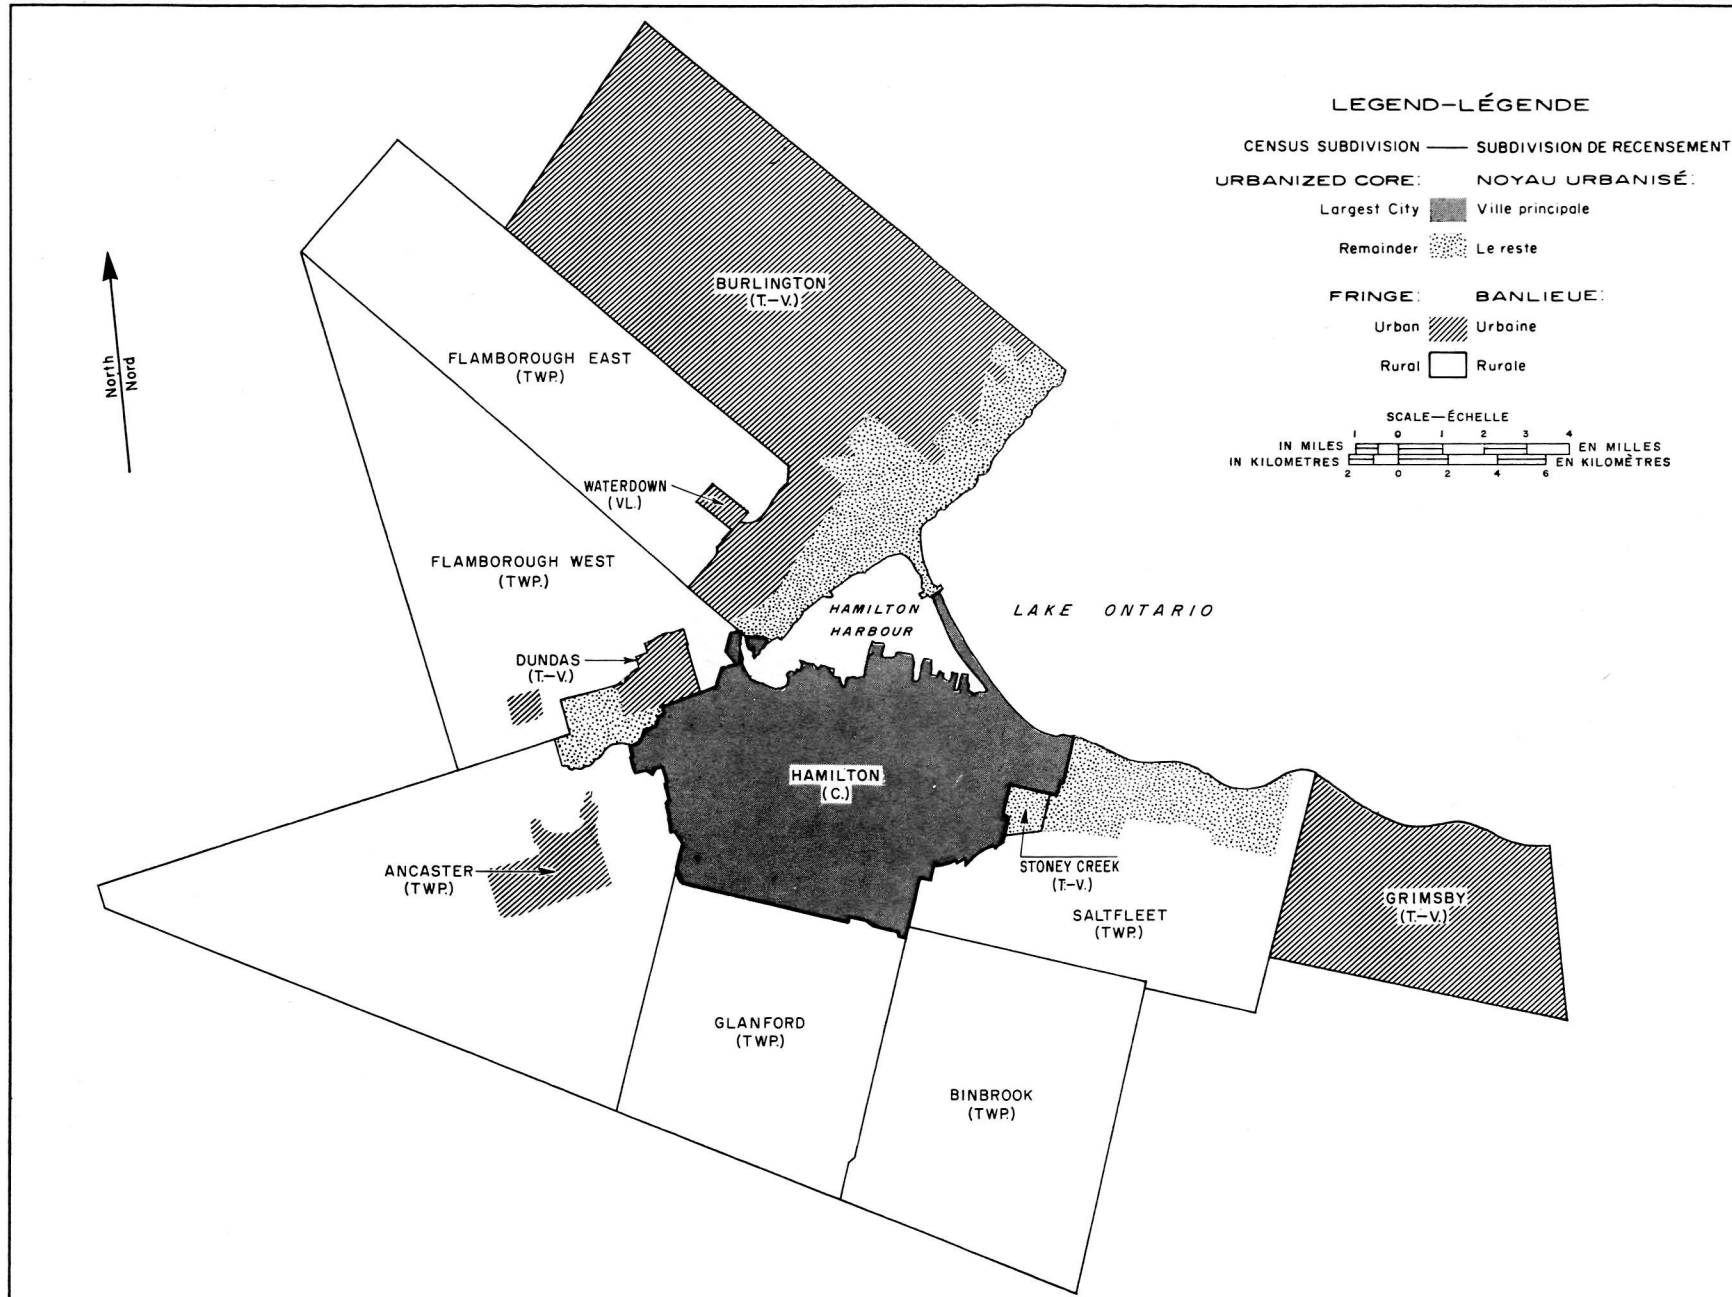 LEGEND–LÉGENDE
CENSUS SUBDIVISION — SUBDIVISION DE RECENSEMENT
URBANIZED CORE: NOYAU URBANISÉ:
Largest City Ville principale
Remainder Le reste
FRINGE: BANLIEUE:
Urban Urbaine
Rural Rurale
SCALE—ÉCHELLE
1 0 1 2 3 4
IN MILES EN MILLES
IN KILOMETRES EN KILOMÈTRES
2 0 2 4 6
North
Nord
BURLINGTON
(T.–V.)
FLAMBOROUGH EAST
(TWP.)
WATERDOWN
(VL.)
FLAMBOROUGH WEST
(TWP.)
HAMILTON
HARBOUR
LAKE ONTARIO
DUNDAS
(T.–V.)
HAMILTON
(C.)
ANCASTER
(TWP.)
STONEY CREEK
(T.–V.)
SALTFLEET
(TWP.)
GRIMSBY
(T.–V.)
GLANFORD
(TWP.)
BINBROOK
(TWP.)